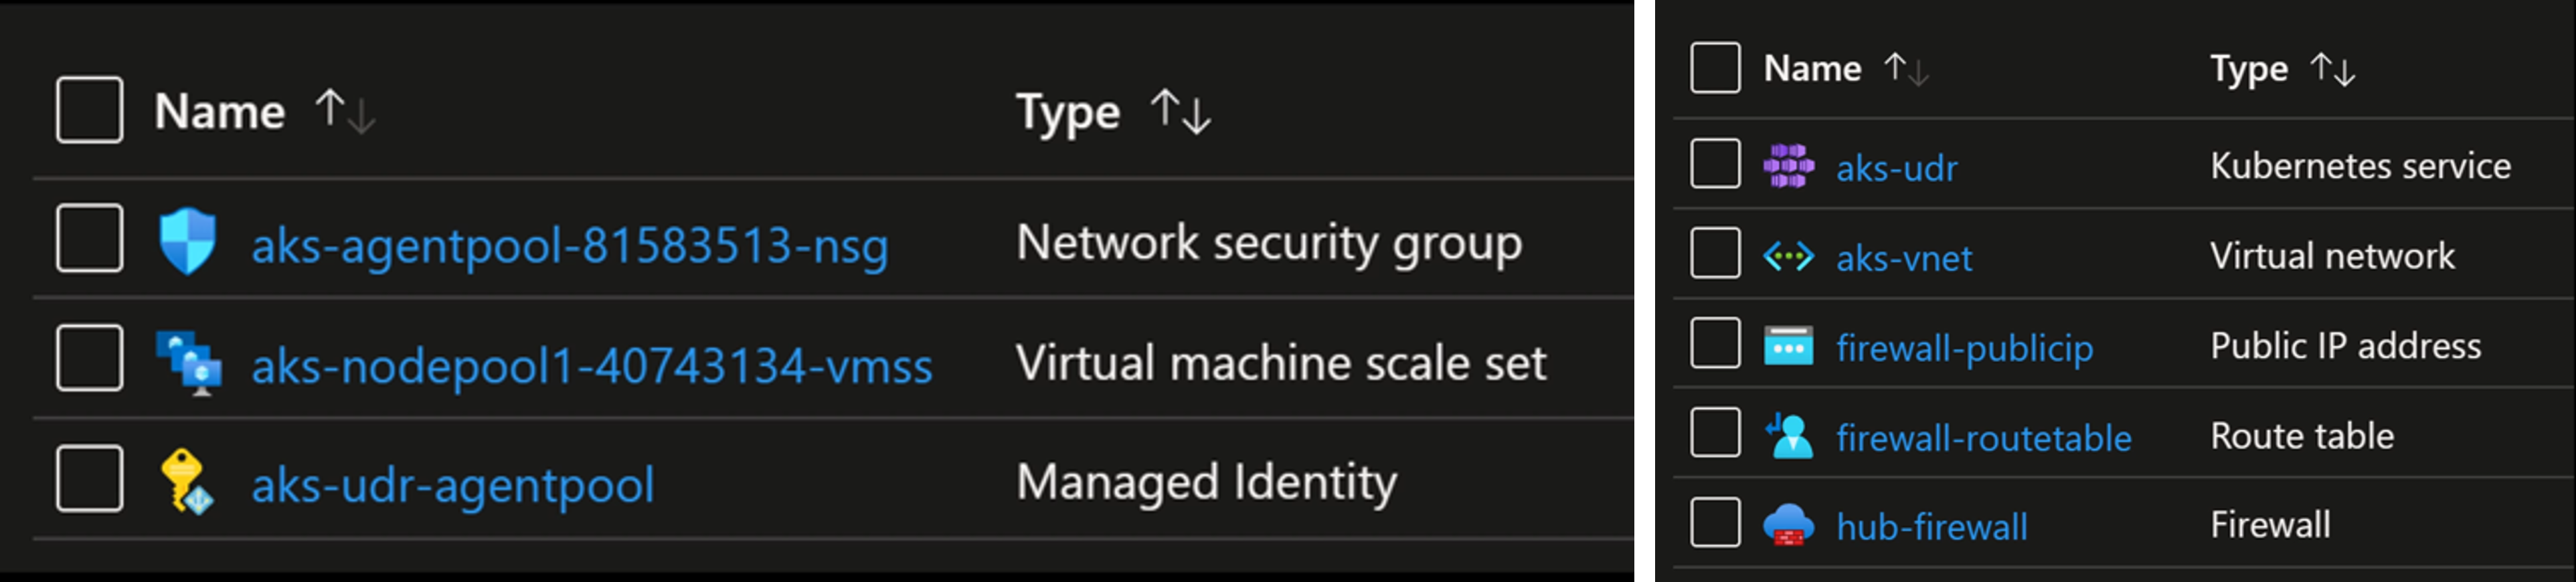 Name ↑↓ Type ↑↓
aks-agentpool-81583513-nsg Network security group
aks-nodepool1-40743134-vmss Virtual machine scale set
aks-udr-agentpool Managed Identity
Name ↑↓ Type ↑↓
aks-udr Kubernetes service
aks-vnet Virtual network
firewall-publicip Public IP address
firewall-routetable Route table
hub-firewall Firewall